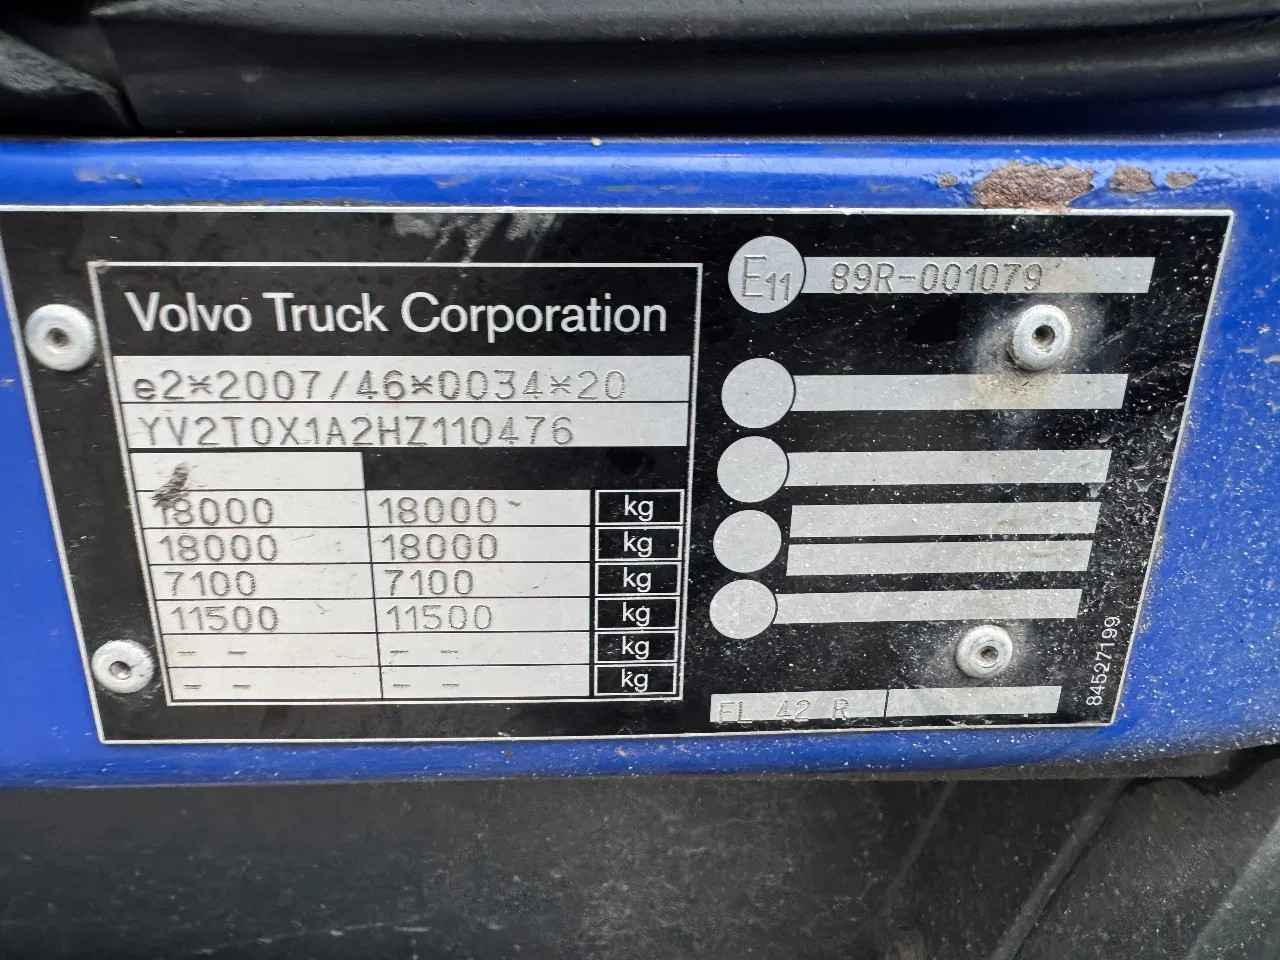 Volvo Truck Corporation
e2*2007/46*0034*20
YV2T0X1A2HZ110476
18000 18000 kg
18000 18000 kg
7100 7100 kg
11500 11500 kg
– – – – kg
– – – – kg
E11 89R-001079
FL 42 R
84527199